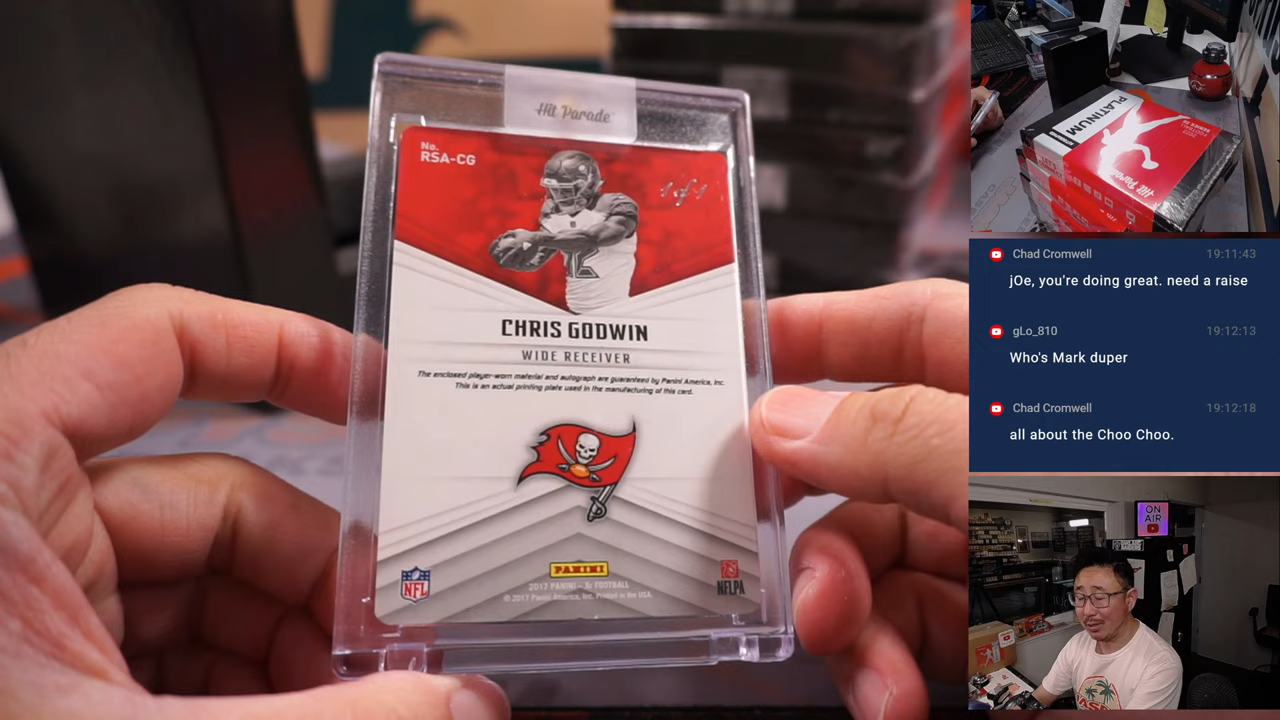 Hit Parade
No.
RSA-CG
1 of 1
12
CHRIS GODWIN
WIDE RECEIVER
The enclosed player-worn material and autograph are guaranteed by Panini America, Inc.
This is an actual printing plate used in the manufacturing of this card.
PANINI
NFL
NFLPA
2017 PANINI – Xr FOOTBALL
© 2017 Panini America, Inc. Printed in the USA.
PLATINUM
Hit Parade
Chad Cromwell 19:11:43
jOe, you're doing great. need a raise
gLo_810 19:12:13
Who's Mark duper
Chad Cromwell 19:12:18
all about the Choo Choo.
ON
AIR